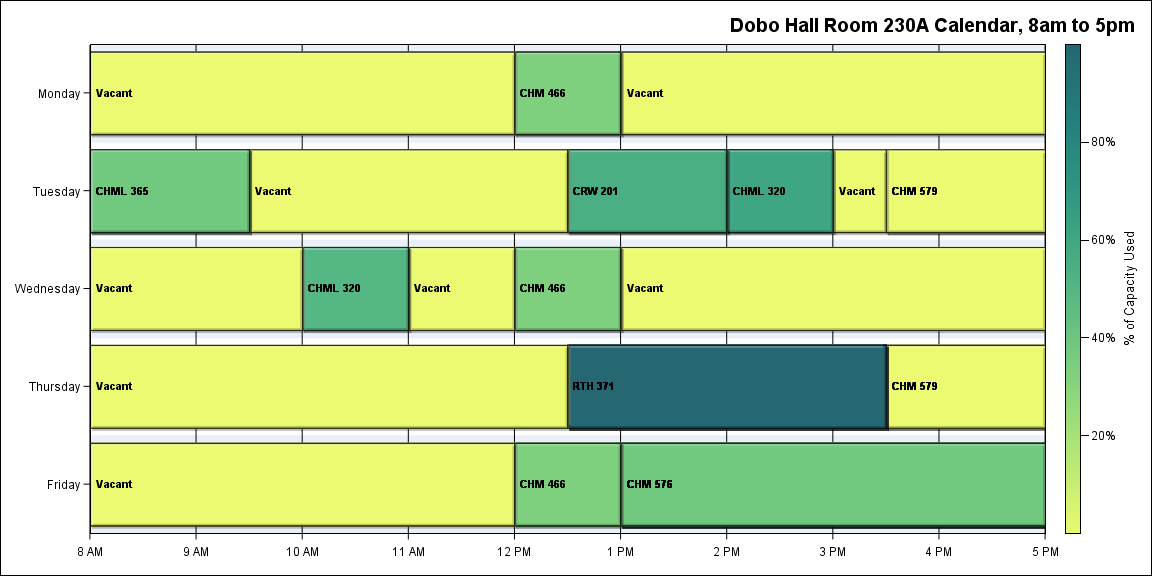 Dobo Hall Room 230A Calendar, 8am to 5pm
Monday
Vacant
CHM 466
Vacant
Tuesday
CHML 365
Vacant
CRW 201
CHML 320
Vacant
CHM 579
Wednesday
Vacant
CHML 320
Vacant
CHM 466
Vacant
Thursday
Vacant
RTH 371
CHM 579
Friday
Vacant
CHM 466
CHM 576
8 AM
9 AM
10 AM
11 AM
12 PM
1 PM
2 PM
3 PM
4 PM
5 PM
80%
60%
40%
20%
% of Capacity Used